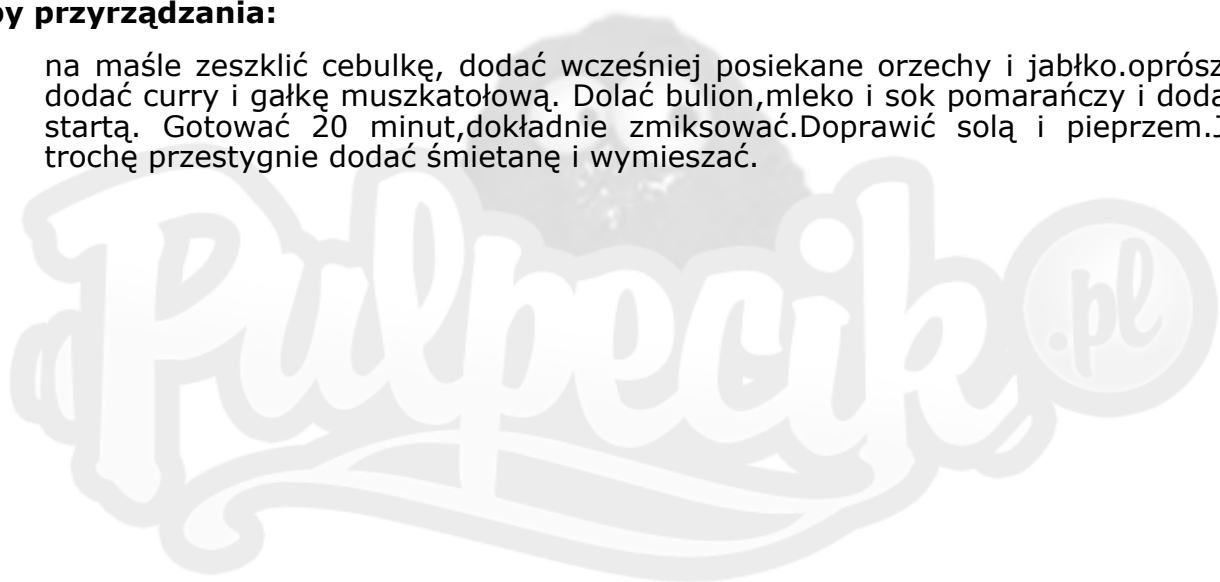 przyrządzania:
na maśle zeszklić cebulkę, dodać wcześniej posiekane orzechy i jabłko.oprósz
dodać curry i gałkę muszkatołową. Dolać bulion,mleko i sok pomarańczy i doda
startą. Gotować 20 minut,dokładnie zmiksować.Doprawić solą i pieprzem.J
trochę przestygnie dodać śmietanę i wymieszać.
Pulpecik .pl